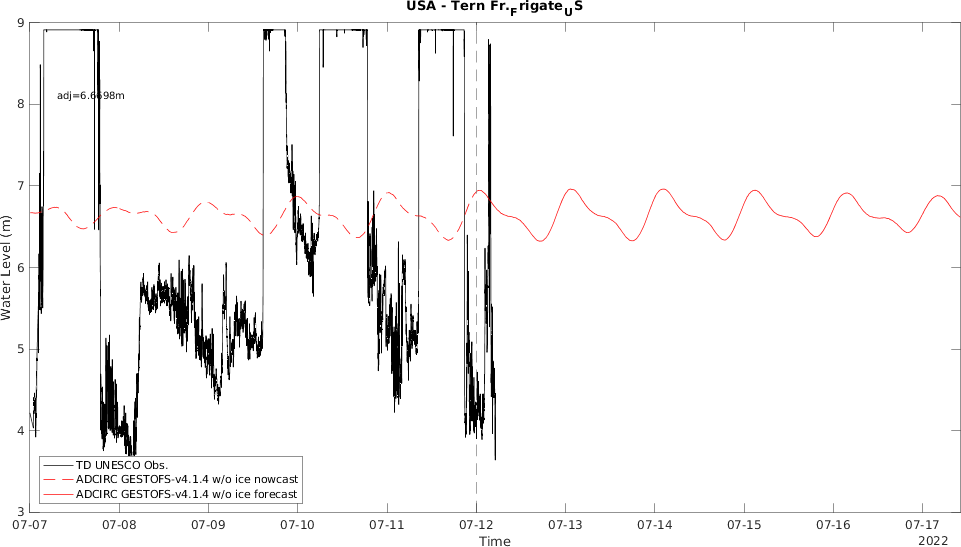 USA - Tern Fr.FrigateUS
9
adj=6.6698m
8
7
6
5
4
3
Water Level (m)
TD UNESCO Obs.
ADCIRC GESTOFS-v4.1.4 w/o ice nowcast
ADCIRC GESTOFS-v4.1.4 w/o ice forecast
07-07 07-08 07-09 07-10 07-11 07-12 07-13 07-14 07-15 07-16 07-17
Time
2022